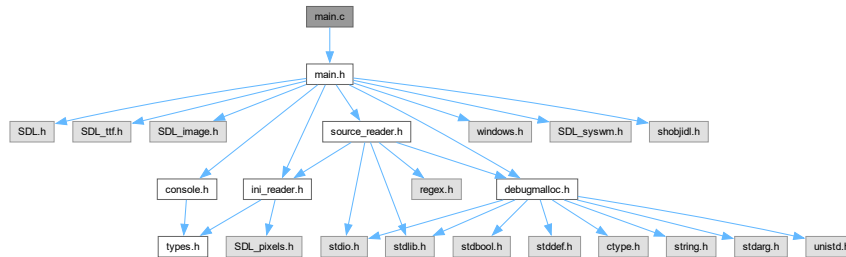 main.c
main.h
SDL.h
SDL_ttf.h
SDL_image.h
source_reader.h
windows.h
SDL_syswm.h
shobjidl.h
console.h
ini_reader.h
regex.h
debugmalloc.h
types.h
SDL_pixels.h
stdio.h
stdlib.h
stdbool.h
stddef.h
ctype.h
string.h
stdarg.h
unistd.h